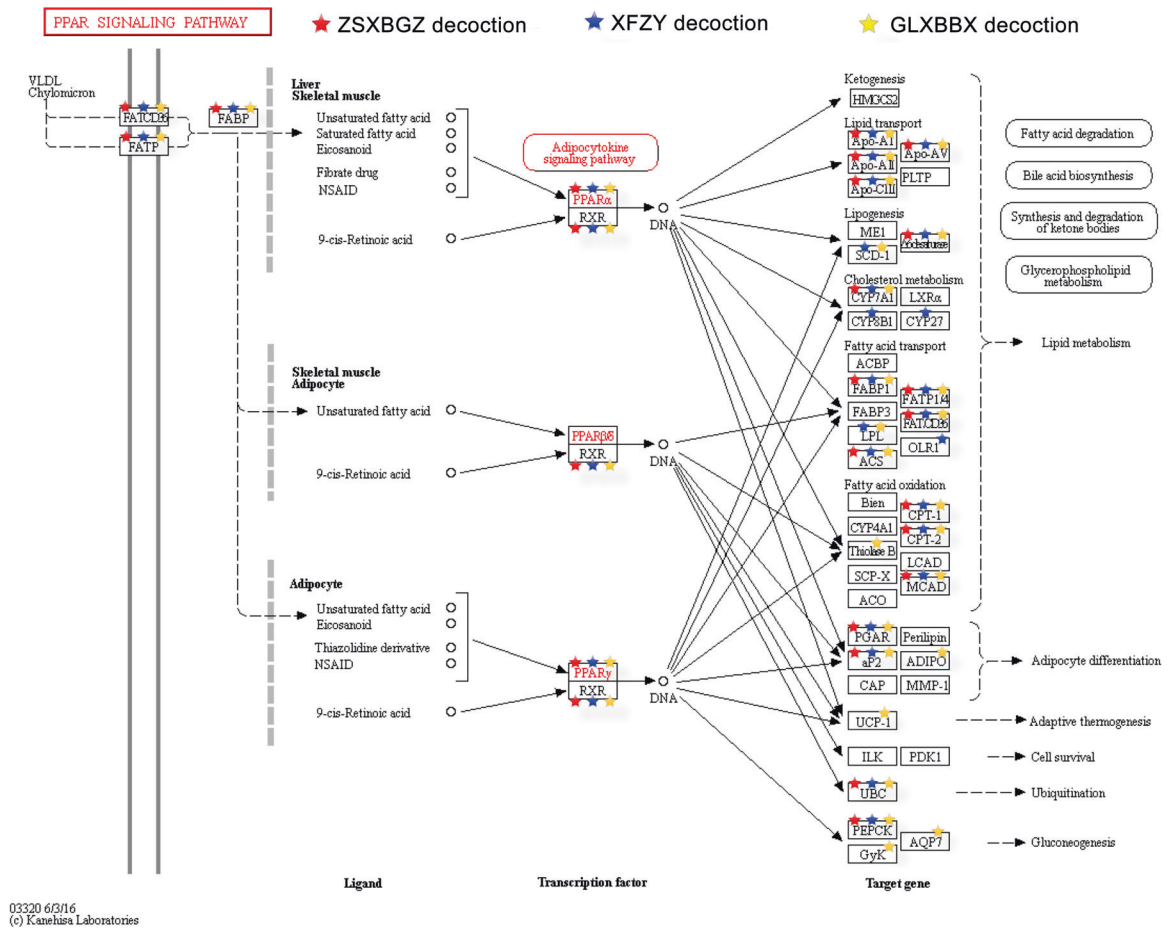 PPAR SIGNALING PATHWAY
ZSXBGZ decoction
XFZY decoction
GLXBBX decoction
VLDL
Chylomicron
FATCD36
FATP
FABP
Liver
Skeletal muscle
Unsaturated fatty acid
Saturated fatty acid
Eicosanoid
Fibrate drug
NSAID
9-cis-Retinoic acid
Adipocytokine
signaling pathway
PPARα
RXR
DNA
Skeletal muscle
Adipocyte
Unsaturated fatty acid
9-cis-Retinoic acid
PPARβ/δ
RXR
DNA
Adipocyte
Unsaturated fatty acid
Eicosanoid
Thiazolidine derivative
NSAID
9-cis-Retinoic acid
PPARγ
RXR
DNA
Ketogenesis
HMGCS2
Lipid transport
Apo-AI
Apo-AV
Apo-AII
PLTP
Apo-CIII
Lipogenesis
ME1
SCD-1
Cholesterol metabolism
CYP7A1
LXRα
CYP8B1
CYP27
Fatty acid transport
ACBP
FABP1
FATP1/4
FABP3
FATCD36
LPL
OLR1
ACS
Fatty acid oxidation
Bien
CPT-1
CYP4A1
CPT-2
Thiolase B
LCAD
SCP-X
MCAD
ACO
PGAR
Perilipin
aP2
ADIPO
CAP
MMP-1
UCP-1
ILK
PDK1
UBC
PEPCK
AQP7
GyK
Fatty acid degradation
Bile acid biosynthesis
Synthesis and degradation
of ketone bodies
Glycerophospholipid
metabolism
Lipid metabolism
Adipocyte differentiation
Adaptive thermogenesis
Cell survival
Ubiquitination
Gluconeogenesis
Ligand
Transcription factor
Target gene
03320 6/3/16
(c) Kanehisa Laboratories